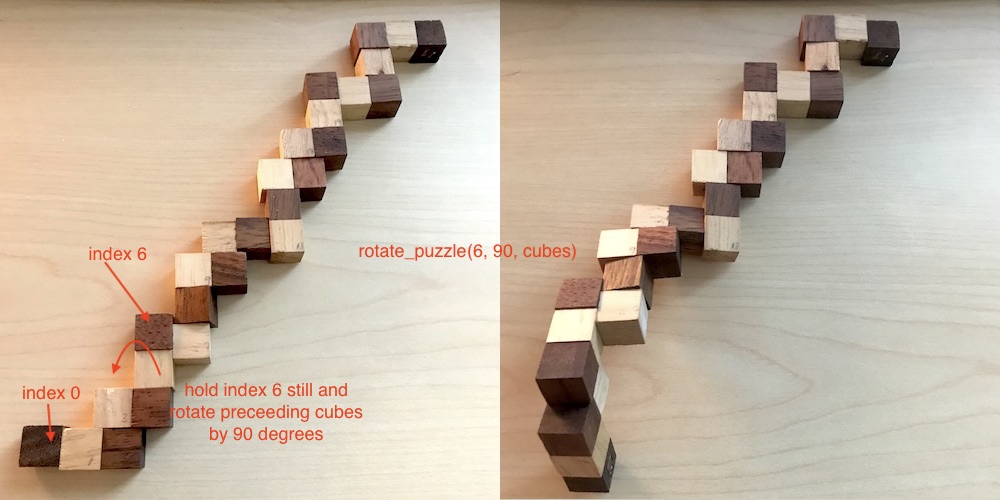 index 6
rotate_puzzle(6, 90, cubes)
index 0
hold index 6 still and
rotate preceeding cubes
by 90 degrees